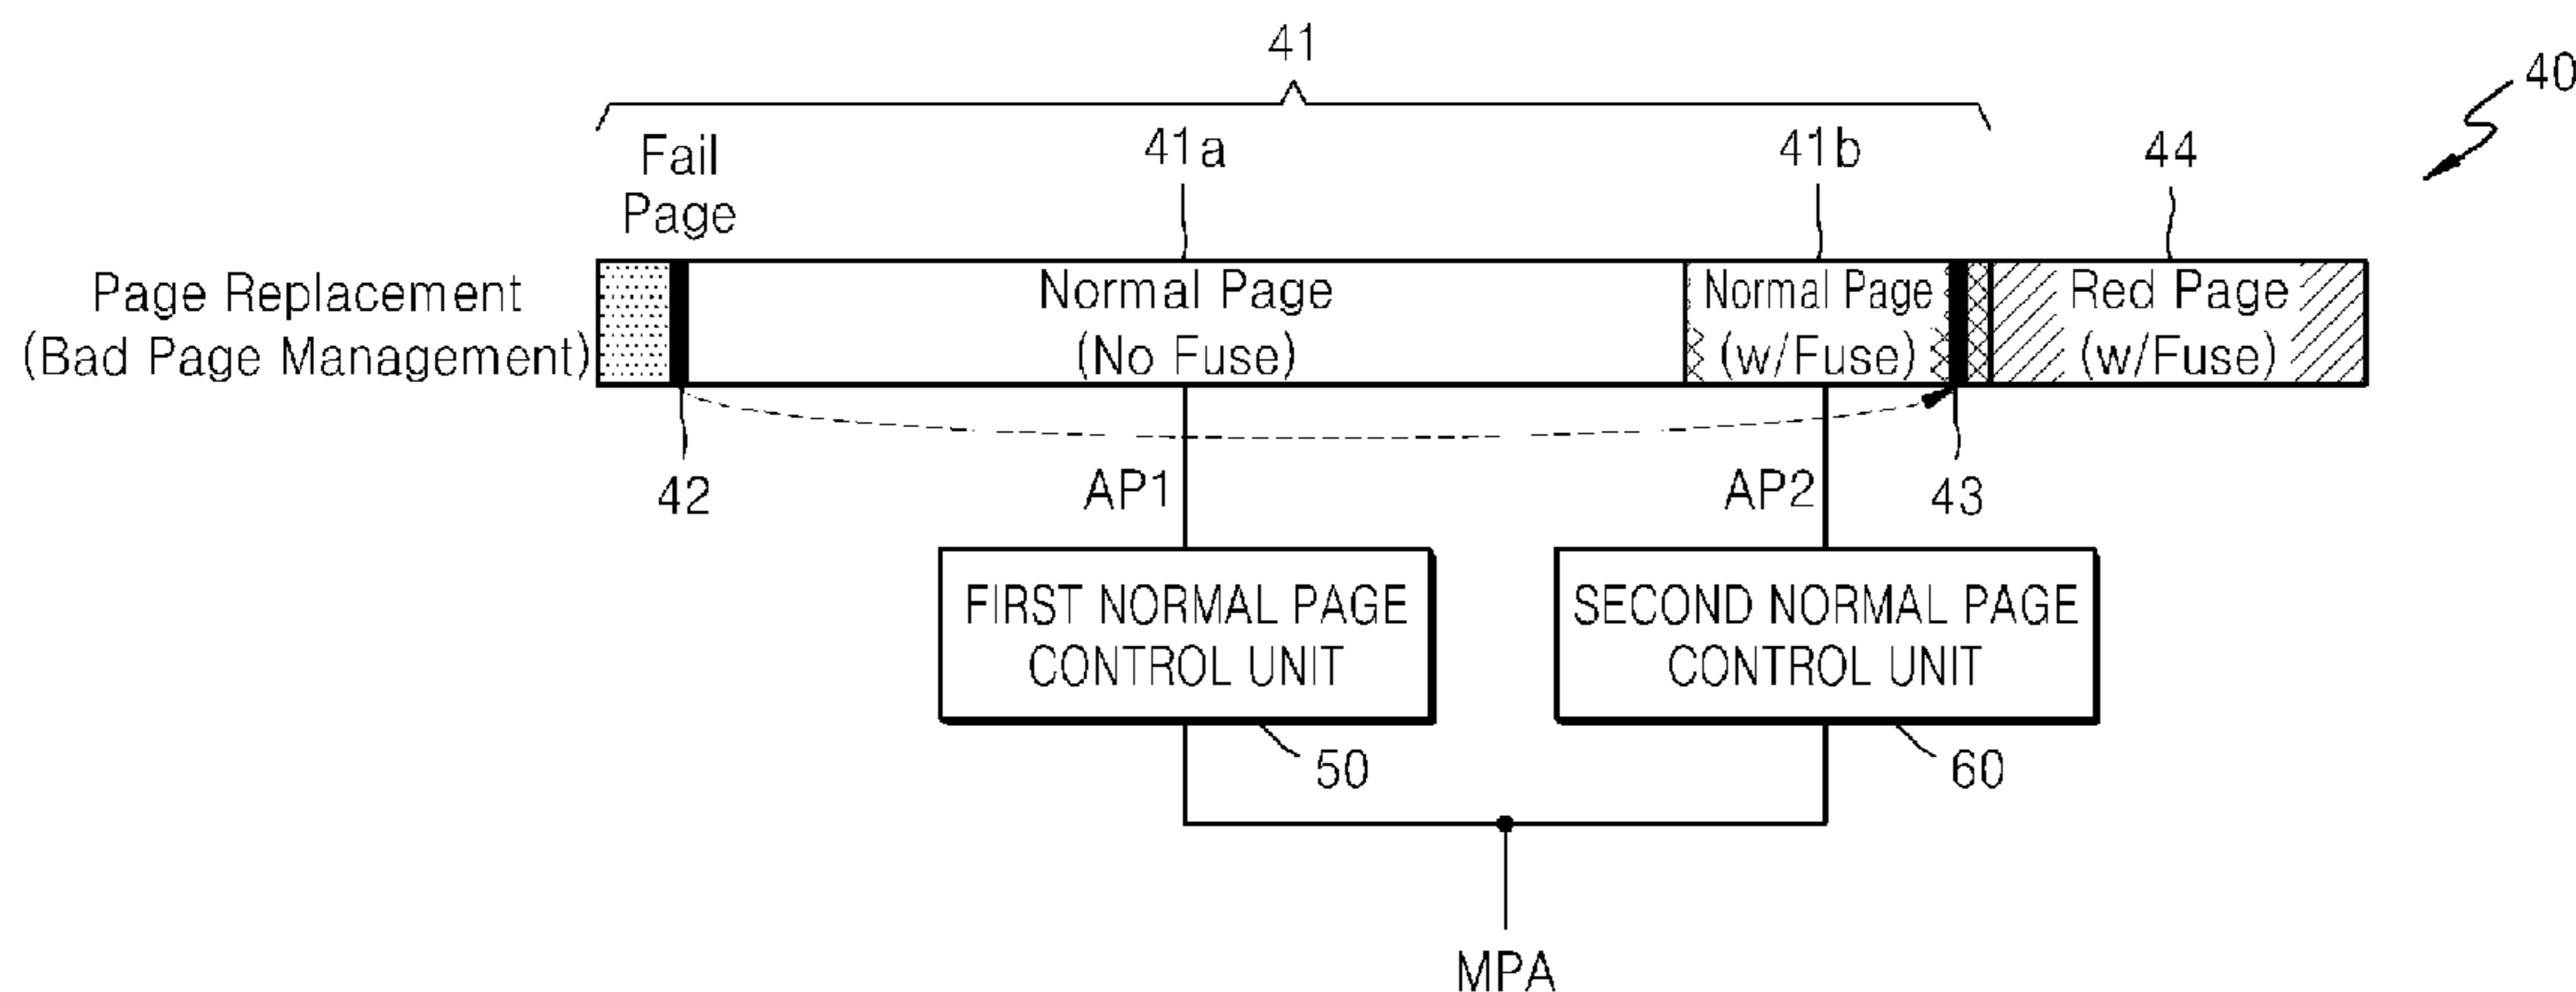 41
40
Fail
Page
41a
41b
44
Page Replacement
(Bad Page Management)
Normal Page
(No Fuse)
Normal Page
(w/Fuse)
Red Page
(w/Fuse)
42
AP1
AP2
43
FIRST NORMAL PAGE
CONTROL UNIT
SECOND NORMAL PAGE
CONTROL UNIT
50
60
MPA